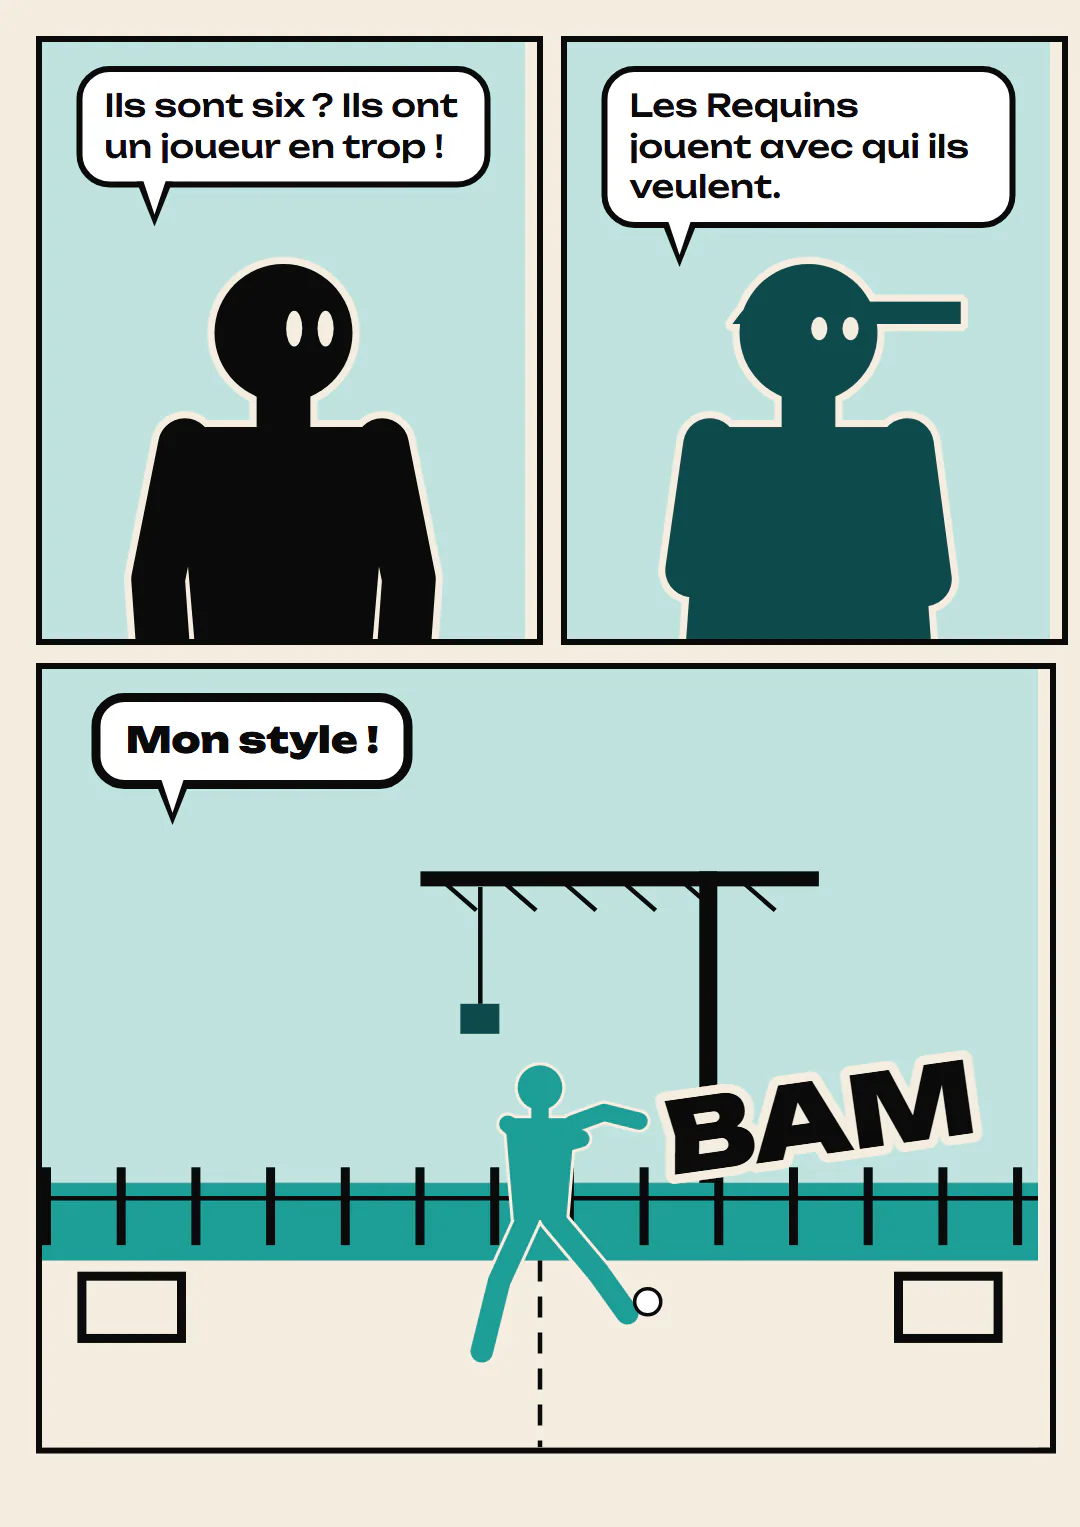 Ils sont six ? Ils ont
un joueur en trop !
Les Requins
jouent avec qui ils
veulent.
Mon style !
BAM